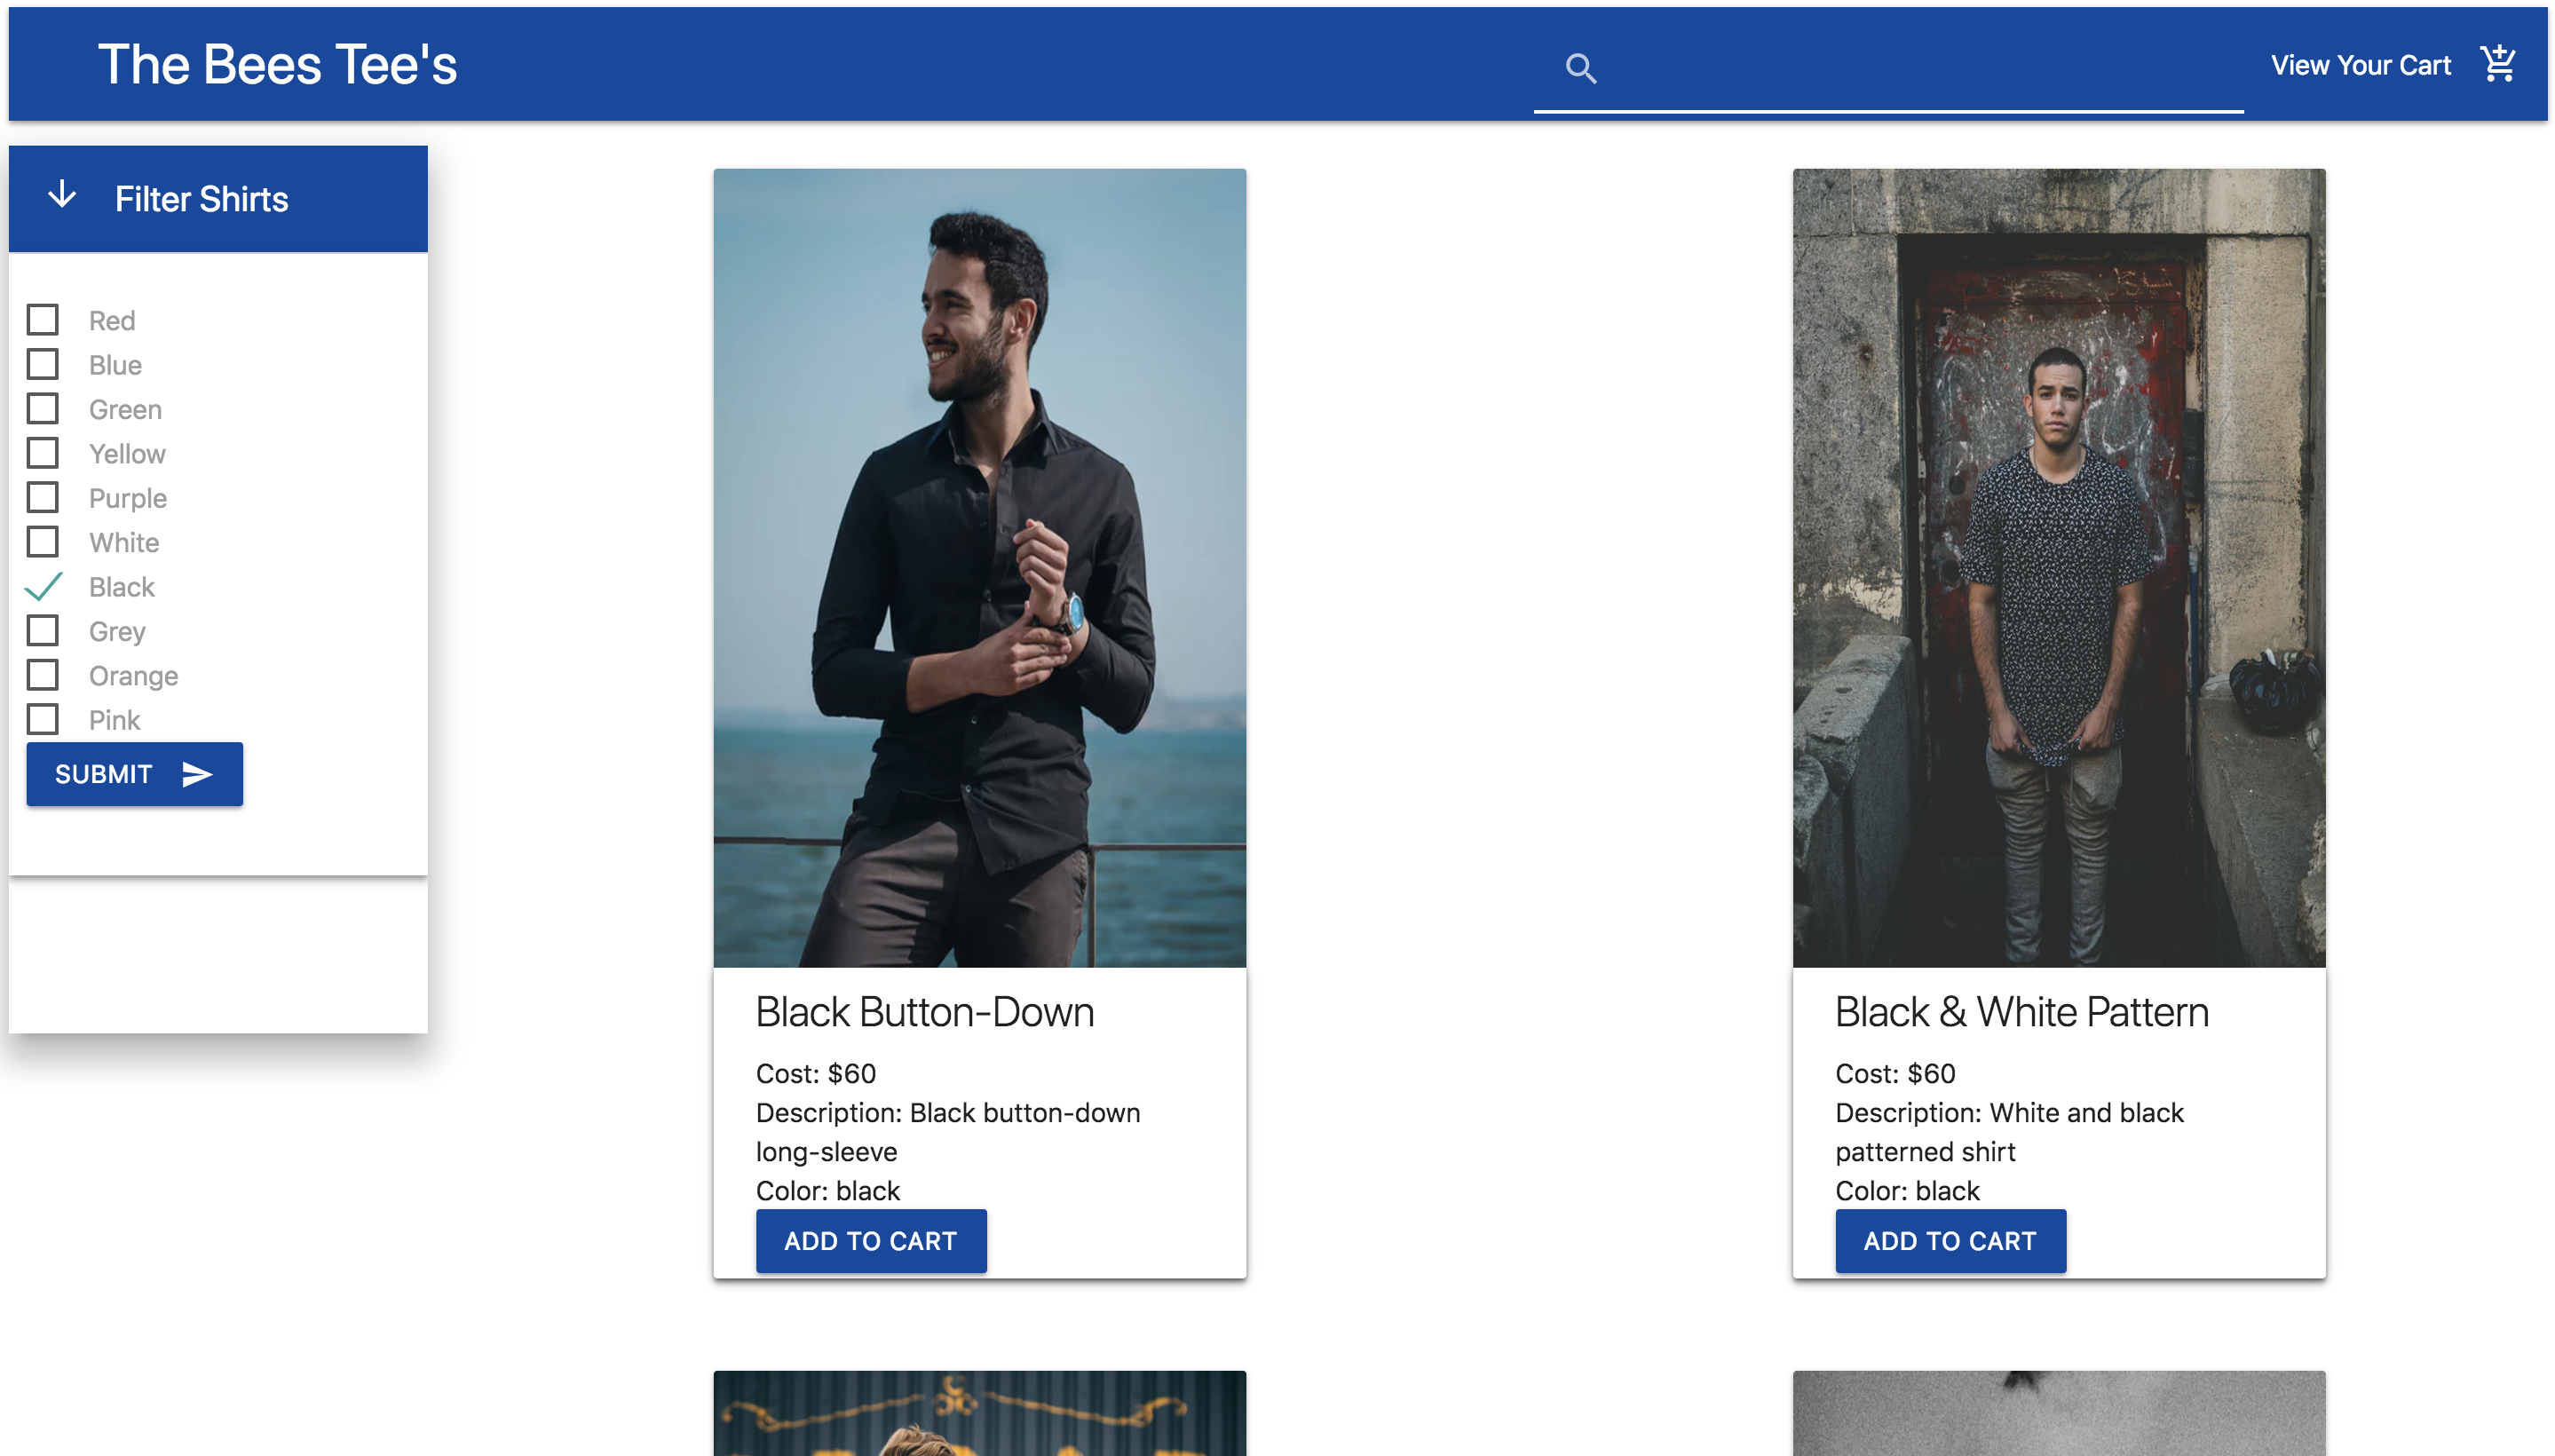 The Bees Tee's
View Your Cart
Filter Shirts
Red
Blue
Green
Yellow
Purple
White
Black
Grey
Orange
Pink
SUBMIT
Black Button-Down
Cost: $60
Description: Black button-down
long-sleeve
Color: black
ADD TO CART
Black & White Pattern
Cost: $60
Description: White and black
patterned shirt
Color: black
ADD TO CART